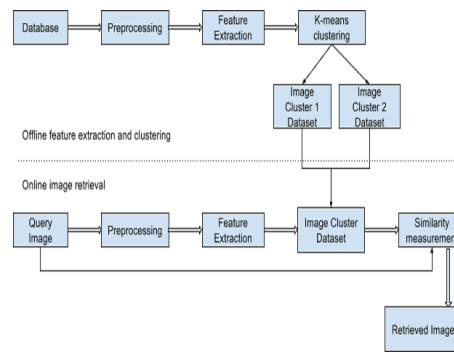 Database
Preprocessing
Feature
Extraction
K-means
clustering
Image
Cluster 1
Dataset
Image
Cluster 2
Dataset
Offline feature extraction and clustering
Online image retrieval
Query
Image
Preprocessing
Feature
Extraction
Image Cluster
Dataset
Similarity
measurement
Retrieved Image